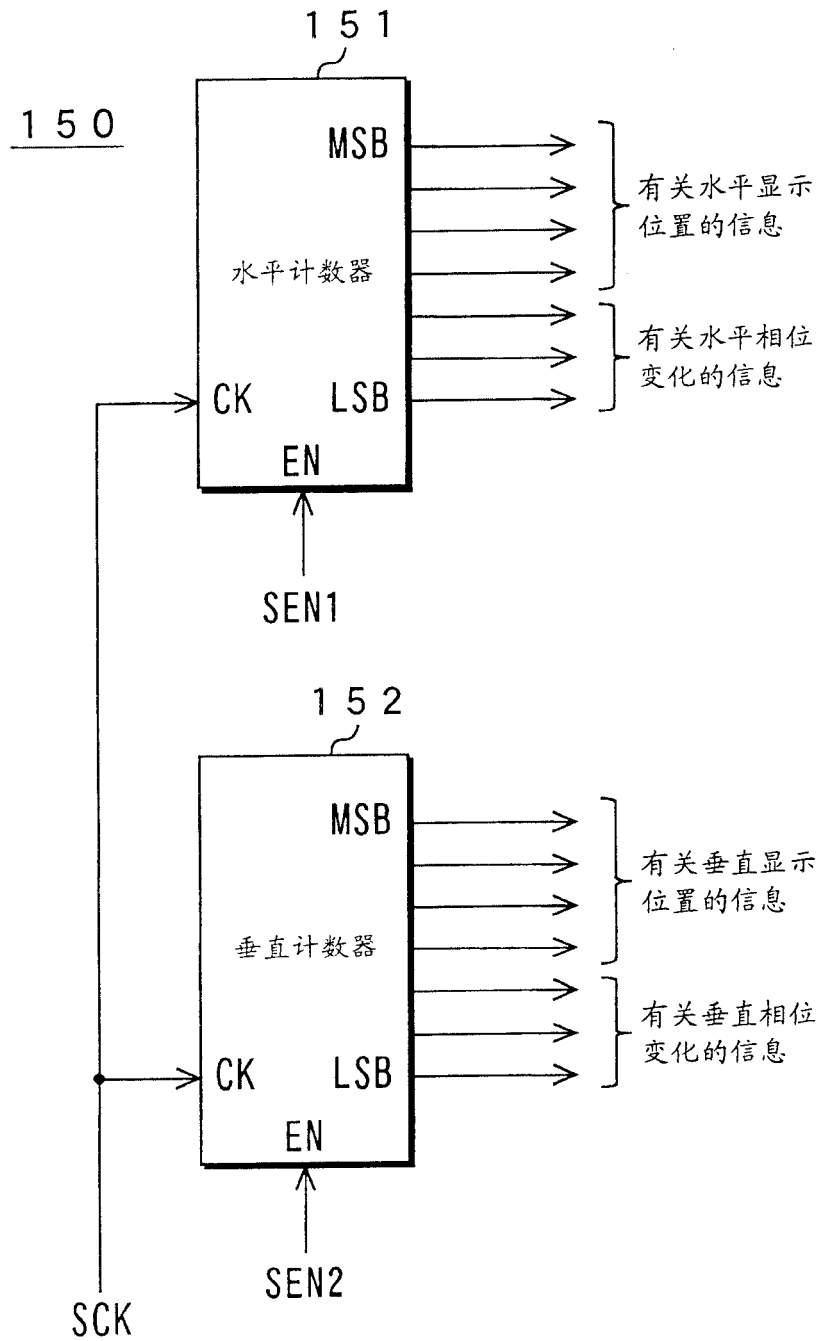 151
150
MSB
有关水平显示
位置的信息
水平计数器
有关水平相位
变化的信息
CK
LSB
EN
SEN1
152
MSB
有关垂直显示
位置的信息
垂直计数器
有关垂直相位
变化的信息
CK
LSB
EN
SEN2
SCK